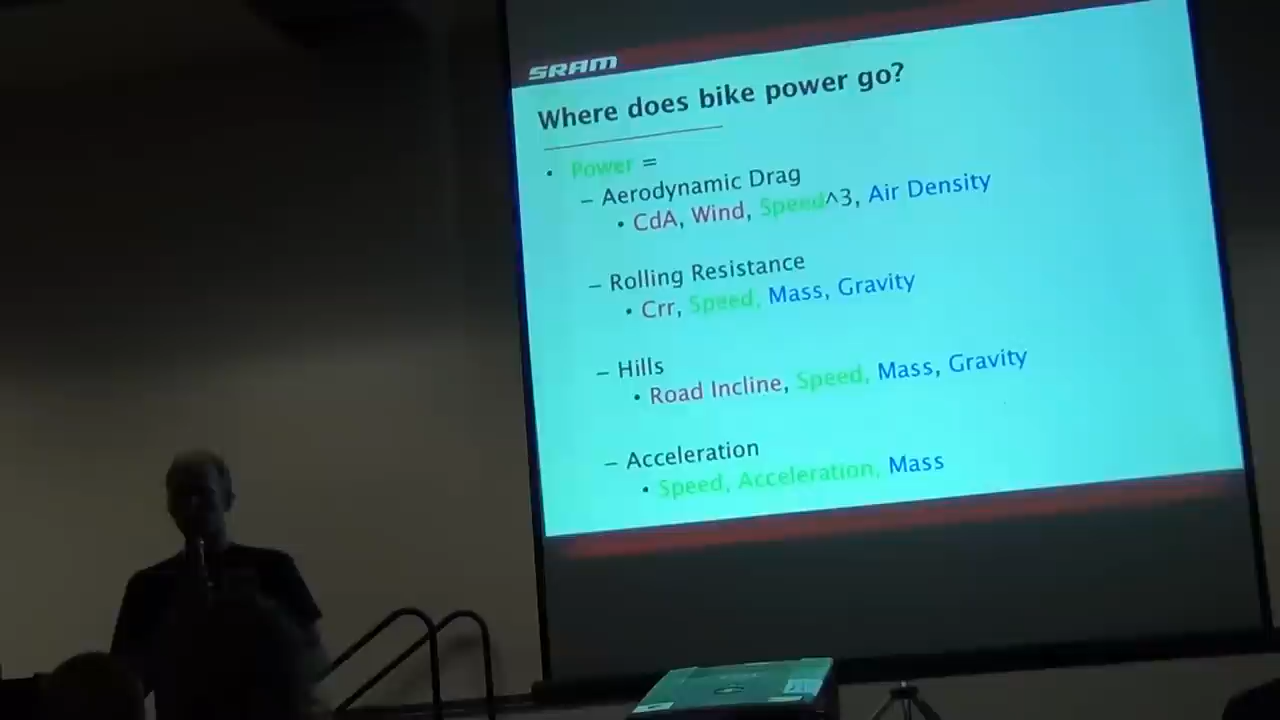 SRAM
Where does bike power go?
• Power =
– Aerodynamic Drag
• CdA, Wind, Speed^3, Air Density
– Rolling Resistance
• Crr, Speed, Mass, Gravity
– Hills
• Road Incline, Speed, Mass, Gravity
– Acceleration
• Speed, Acceleration, Mass